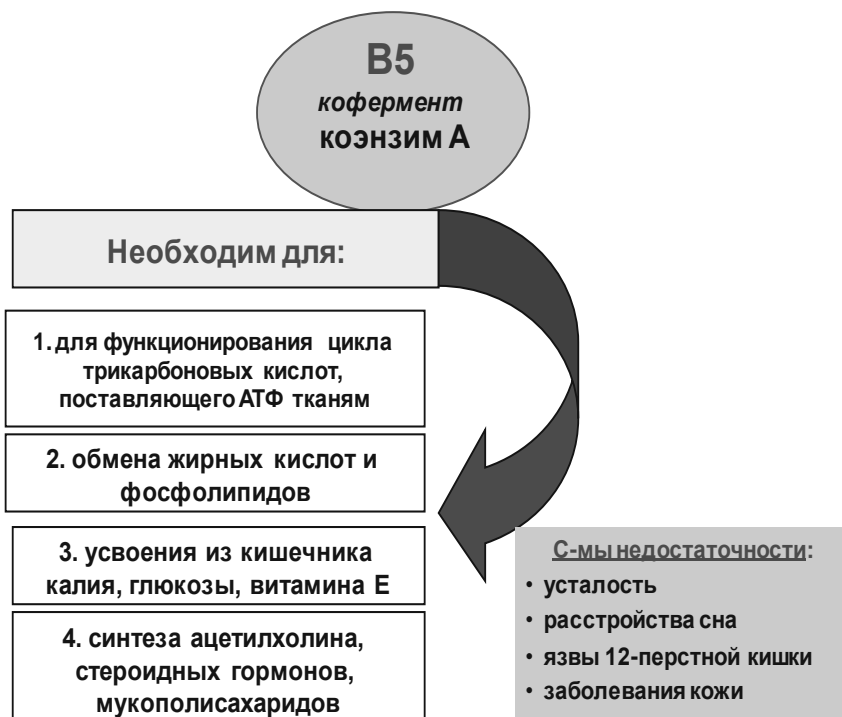 В5
кофермент
коэнзим А
Необходим для:
1. для функционирования цикла
трикарбоновых кислот,
поставляющего АТФ тканям
2. обмена жирных кислот и
фосфолипидов
3. усвоения из кишечника
калия, глюкозы, витамина Е
4. синтеза ацетилхолина,
стероидных гормонов,
мукополисахаридов
С-мы недостаточности:
• усталость
• расстройства сна
• язвы 12-перстной кишки
• заболевания кожи